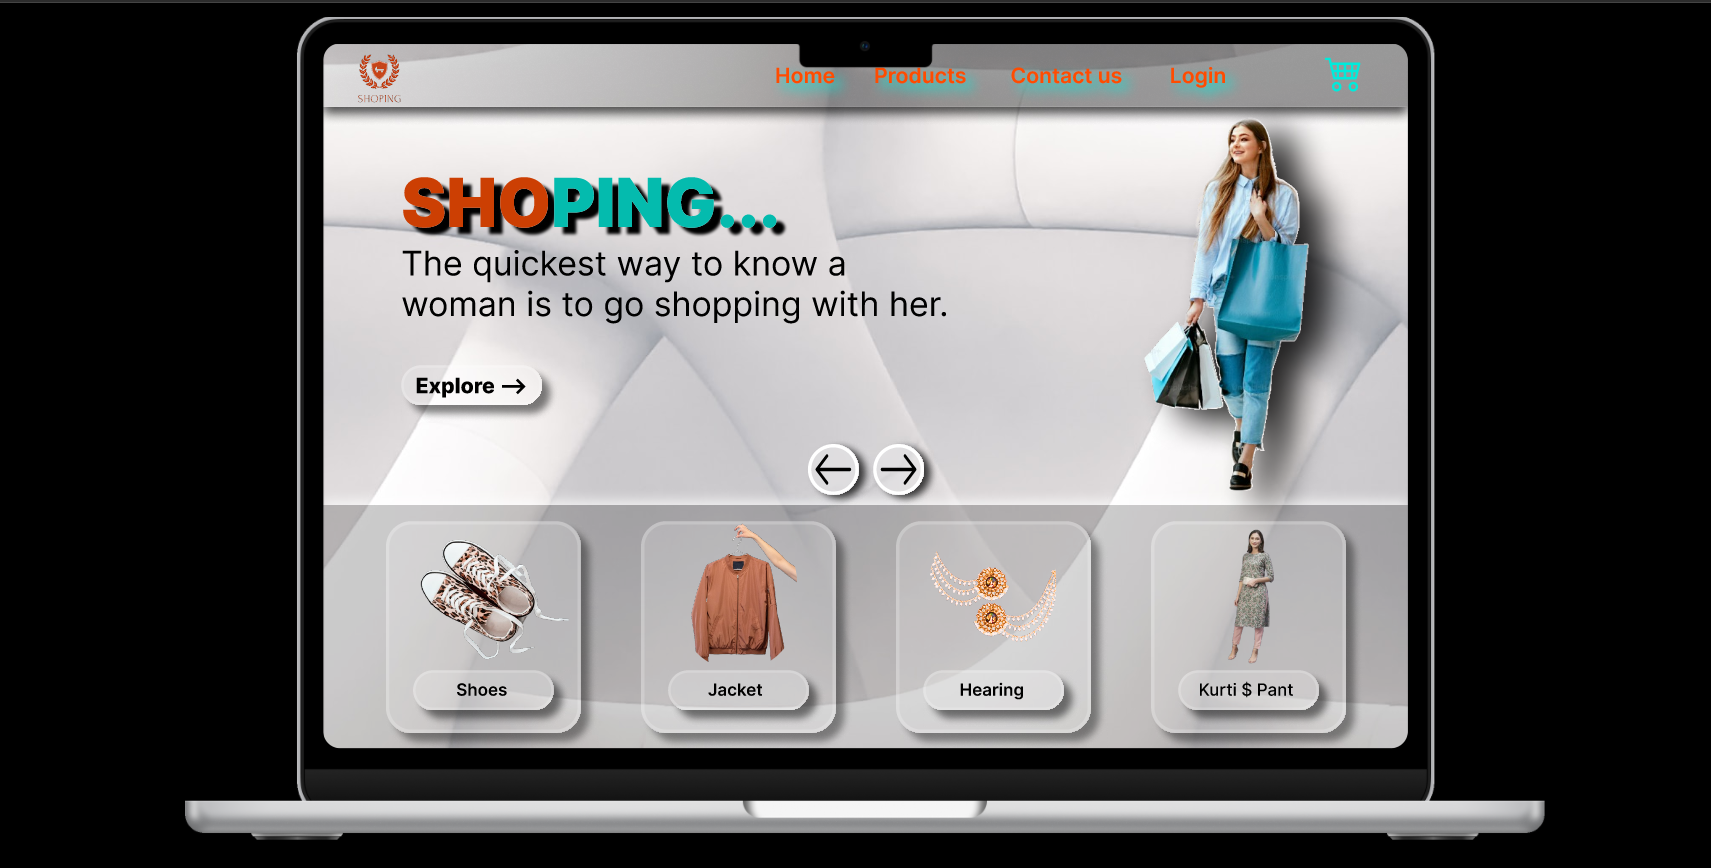 SHOPING
Home Products Contact us Login
SHOPING...
The quickest way to know a
woman is to go shopping with her.
Explore →
Shoes
Jacket
Hearing
Kurti $ Pant